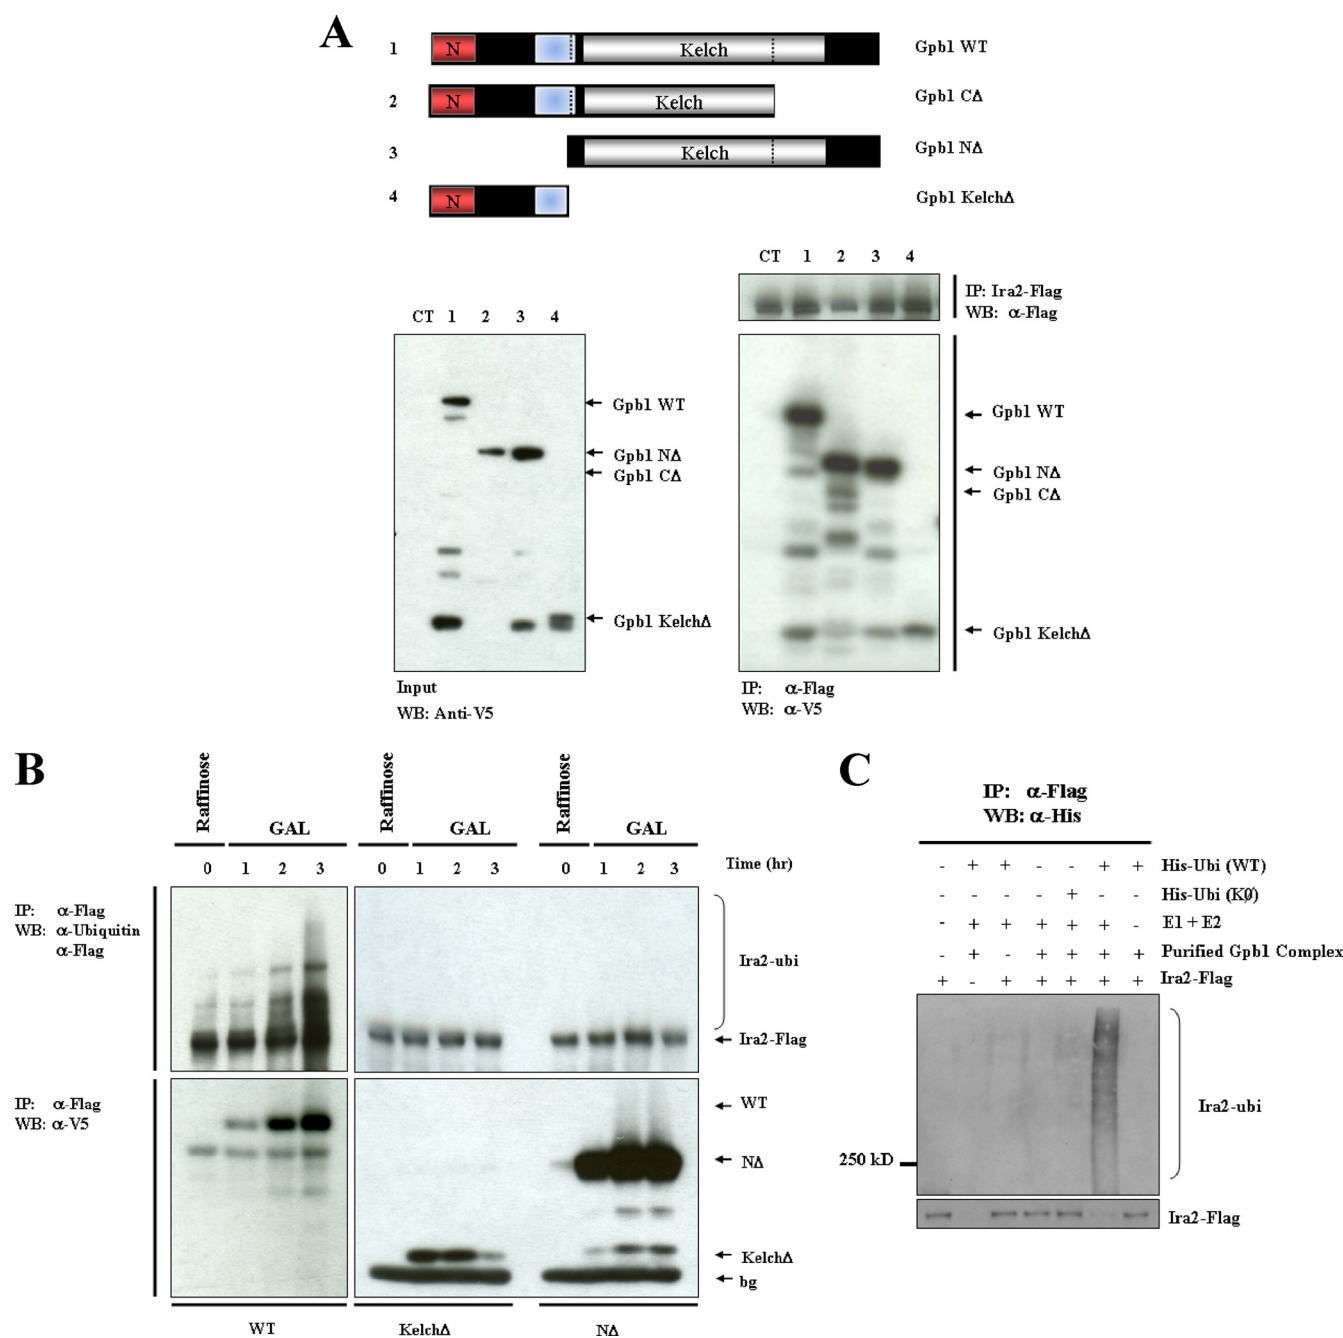 A
1 N Kelch Gpb1 WT
2 N Kelch Gpb1 CΔ
3 Kelch Gpb1 NΔ
4 N Gpb1 KelchΔ
CT 1 2 3 4
Gpb1 WT
Gpb1 NΔ
Gpb1 CΔ
Gpb1 KelchΔ
Input
WB: Anti-V5
CT 1 2 3 4
IP: Ira2-Flag
WB: α-Flag
Gpb1 WT
Gpb1 NΔ
Gpb1 CΔ
Gpb1 KelchΔ
IP: α-Flag
WB: α-V5
B
Raffinose GAL Raffinose GAL Raffinose GAL
0 1 2 3 0 1 2 3 0 1 2 3 Time (hr)
IP: α-Flag
WB: α-Ubiquitin
α-Flag
Ira2-ubi
Ira2-Flag
IP: α-Flag
WB: α-V5
WT
NΔ
KelchΔ
bg
WT KelchΔ NΔ
C
IP: α-Flag
WB: α-His
- + + - - + + His-Ubi (WT)
- - - - + - - His-Ubi (KØ)
- + + + + + - E1 + E2
- + - + + + + Purified Gpb1 Complex
+ - + + + + + Ira2-Flag
Ira2-ubi
250 kD
Ira2-Flag